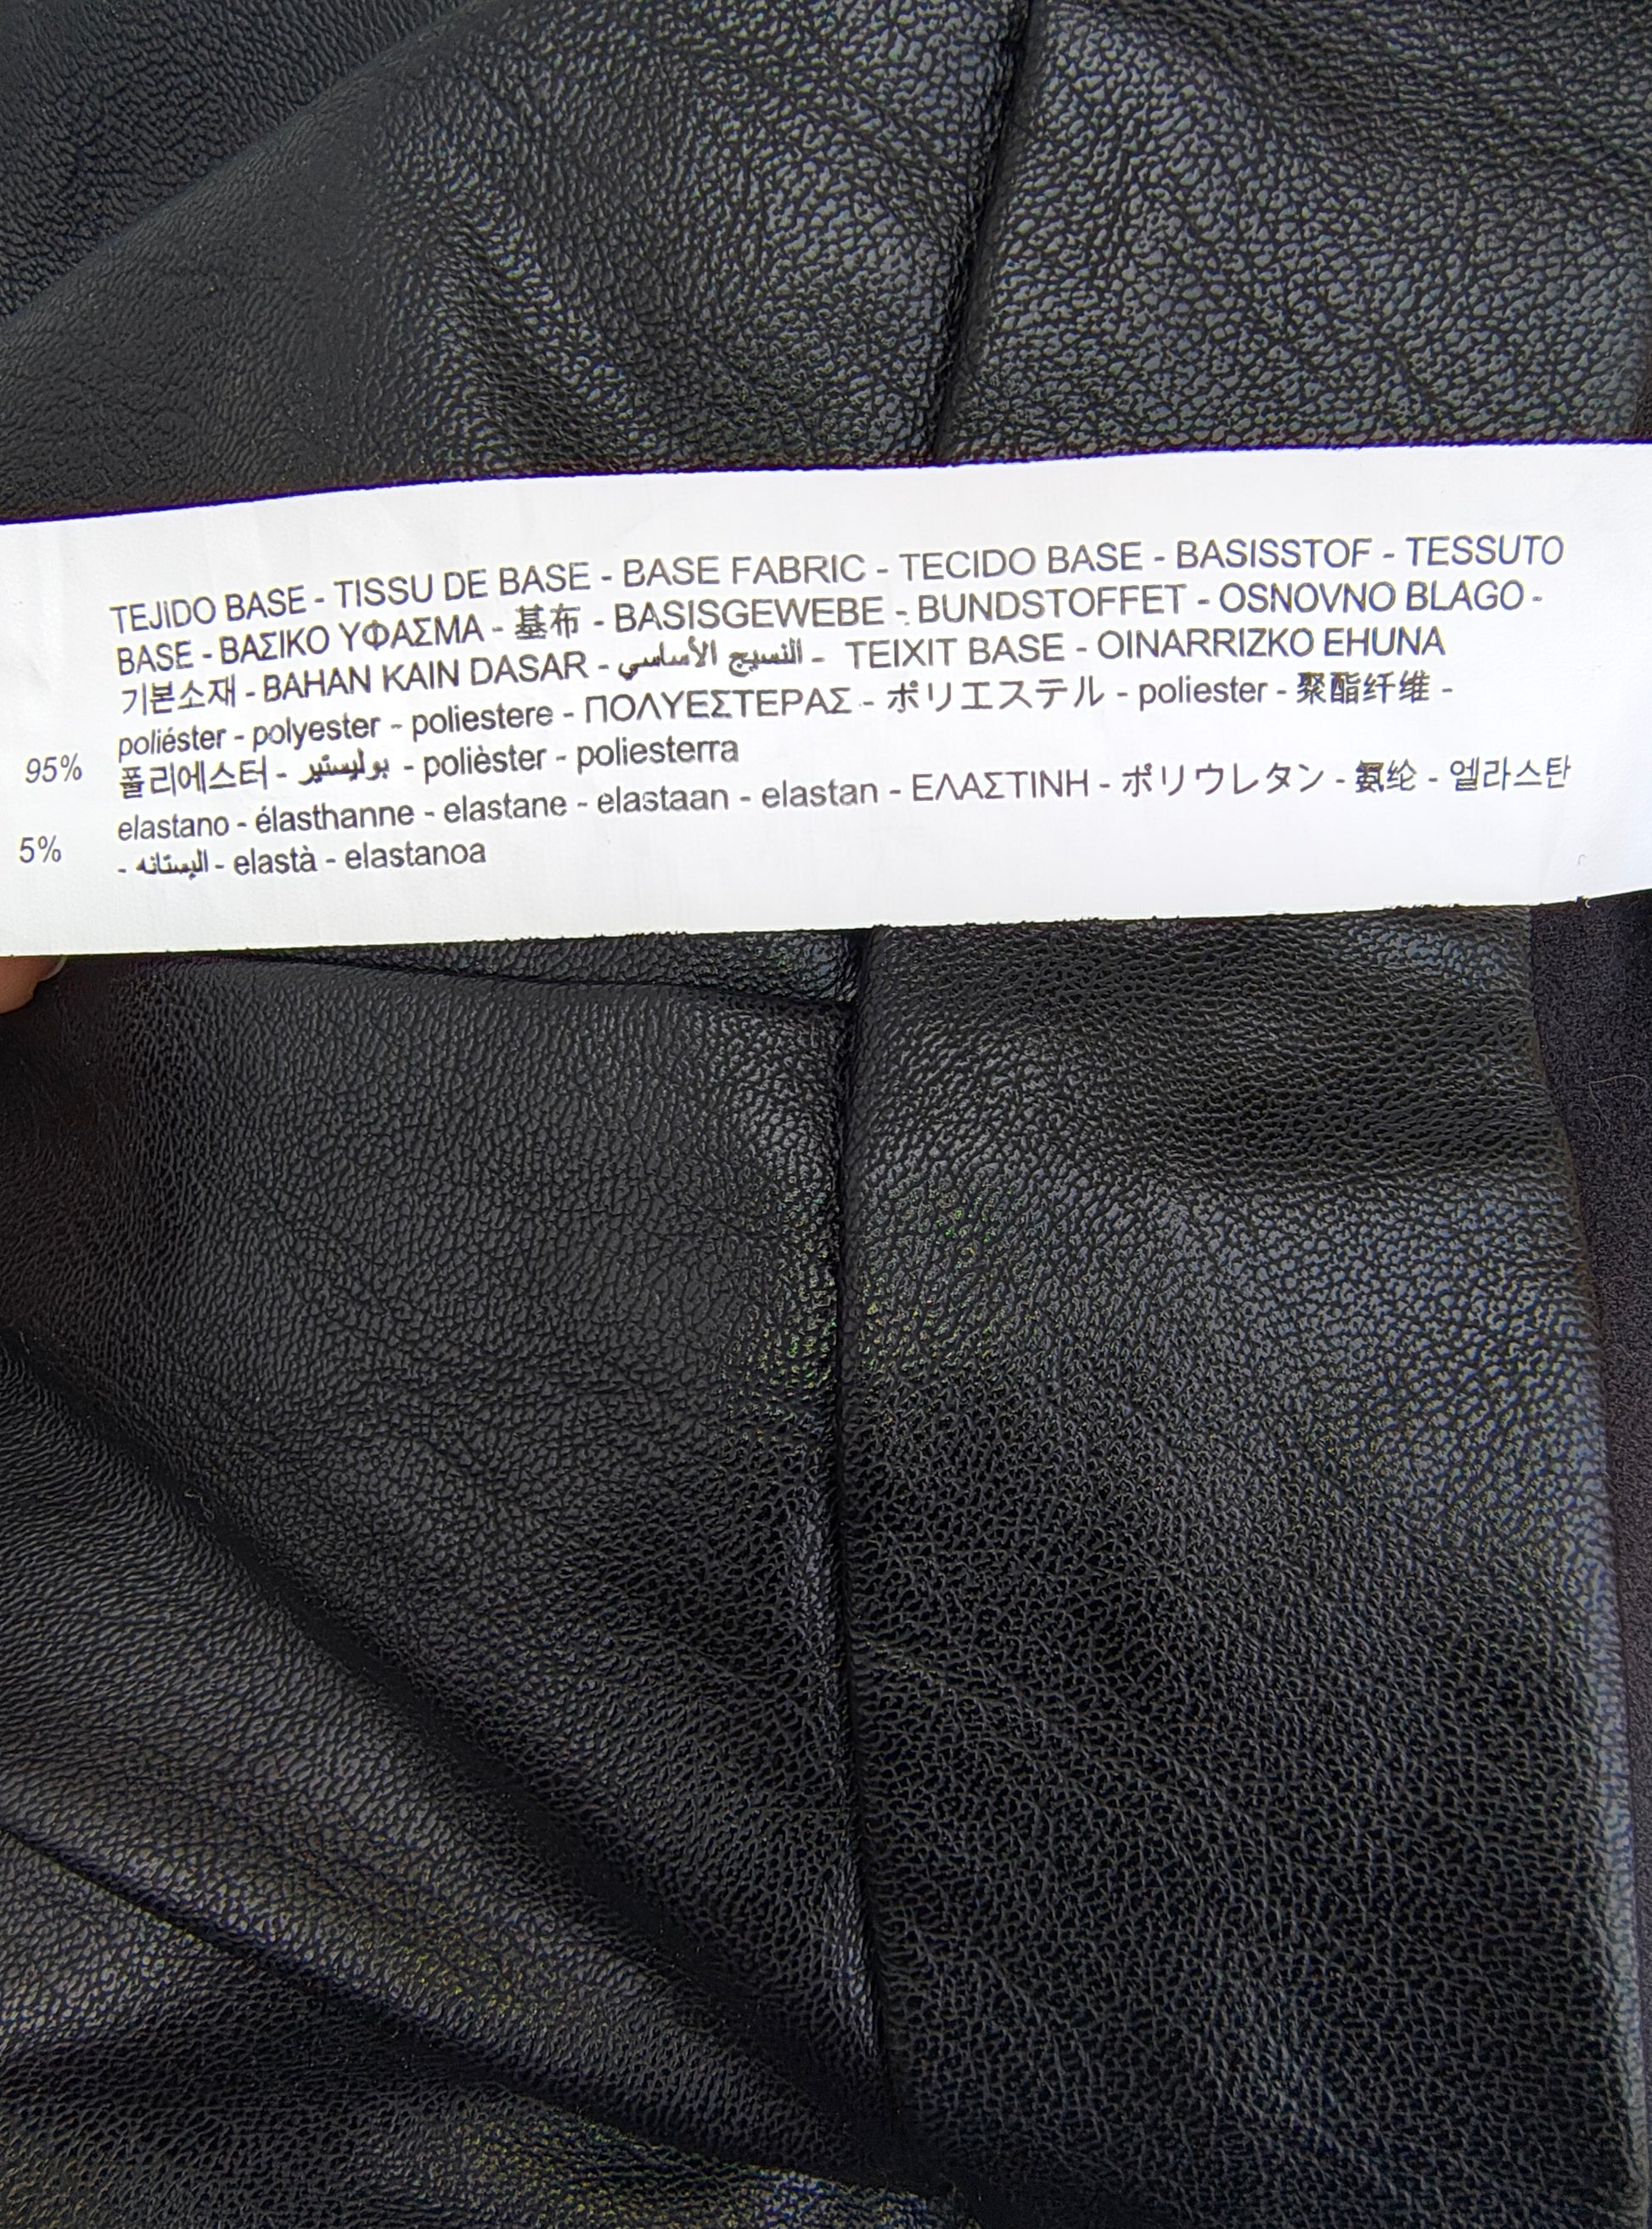 TEJIDO BASE - TISSU DE BASE - BASE FABRIC - TECIDO BASE - BASISSTOF - TESSUTO
BASE - ΒΑΣΙΚΟ ΥΦΑΣΜΑ - 基布 - BASISGEWEBE - BUNDSTOFFET - OSNOVNO BLAGO -
기본소재 - BAHAN KAIN DASAR - النسيج الأساسي - TEIXIT BASE - OINARRIZKO EHUNA
95% poliéster - polyester - poliestere - ΠΟΛΥΕΣΤΕΡΑΣ - ポリエステル - poliester - 聚酯纤维 -
폴리에스터 - بوليستير - polièster - poliesterra
5% elastano - élasthanne - elastane - elastaan - elastan - ΕΛΑΣΤΙΝΗ - ポリウレタン - 氨纶 - 엘라스탄
- اليستانه - elastà - elastanoa